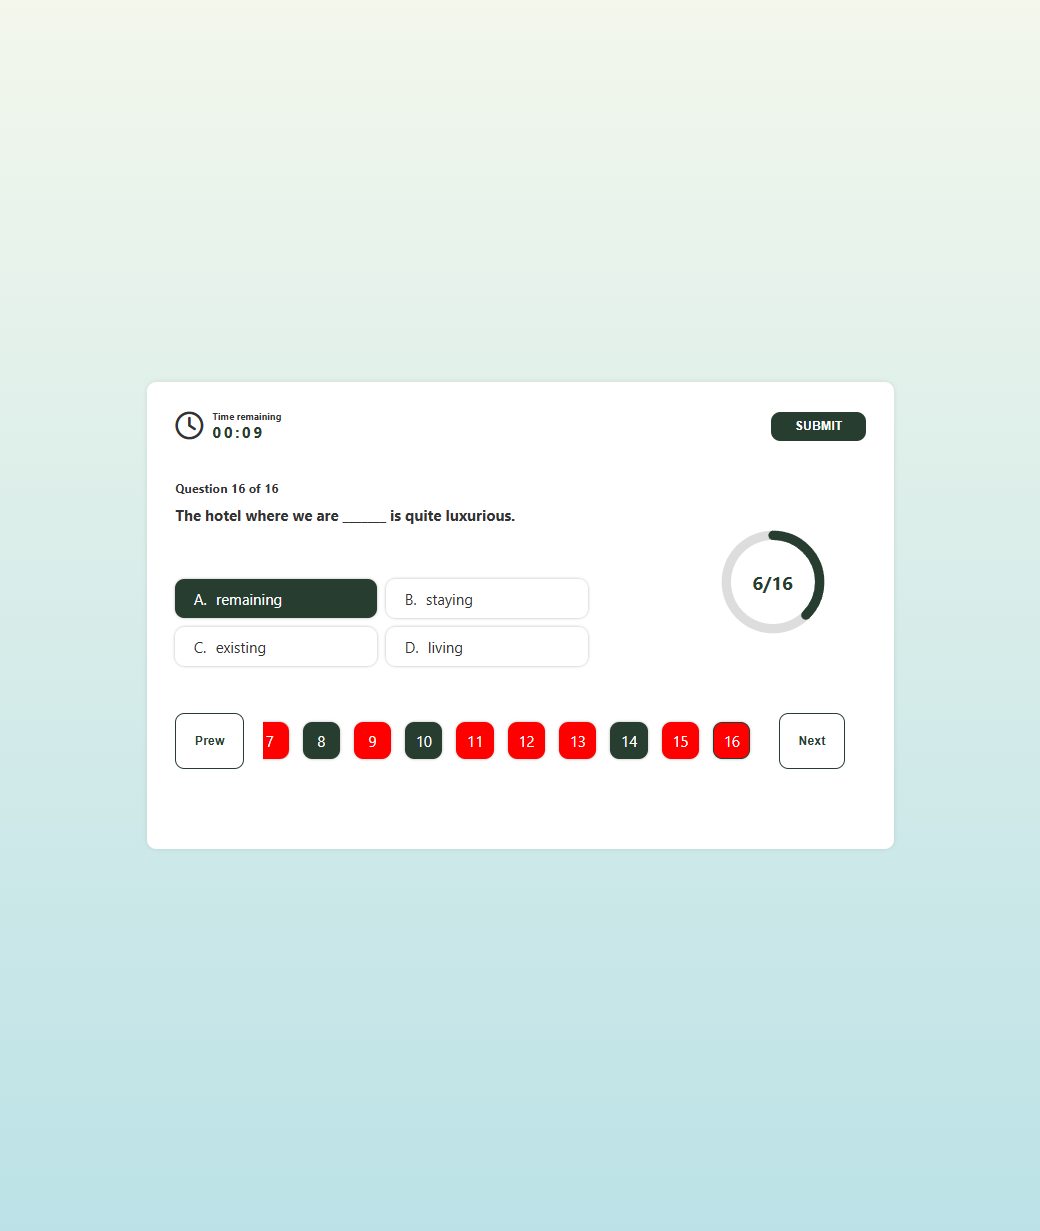 Time remaining
00:09
SUBMIT
Question 16 of 16
The hotel where we are ______ is quite luxurious.
6/16
A. remaining
B. staying
C. existing
D. living
Prew
7 8 9 10 11 12 13 14 15 16
Next